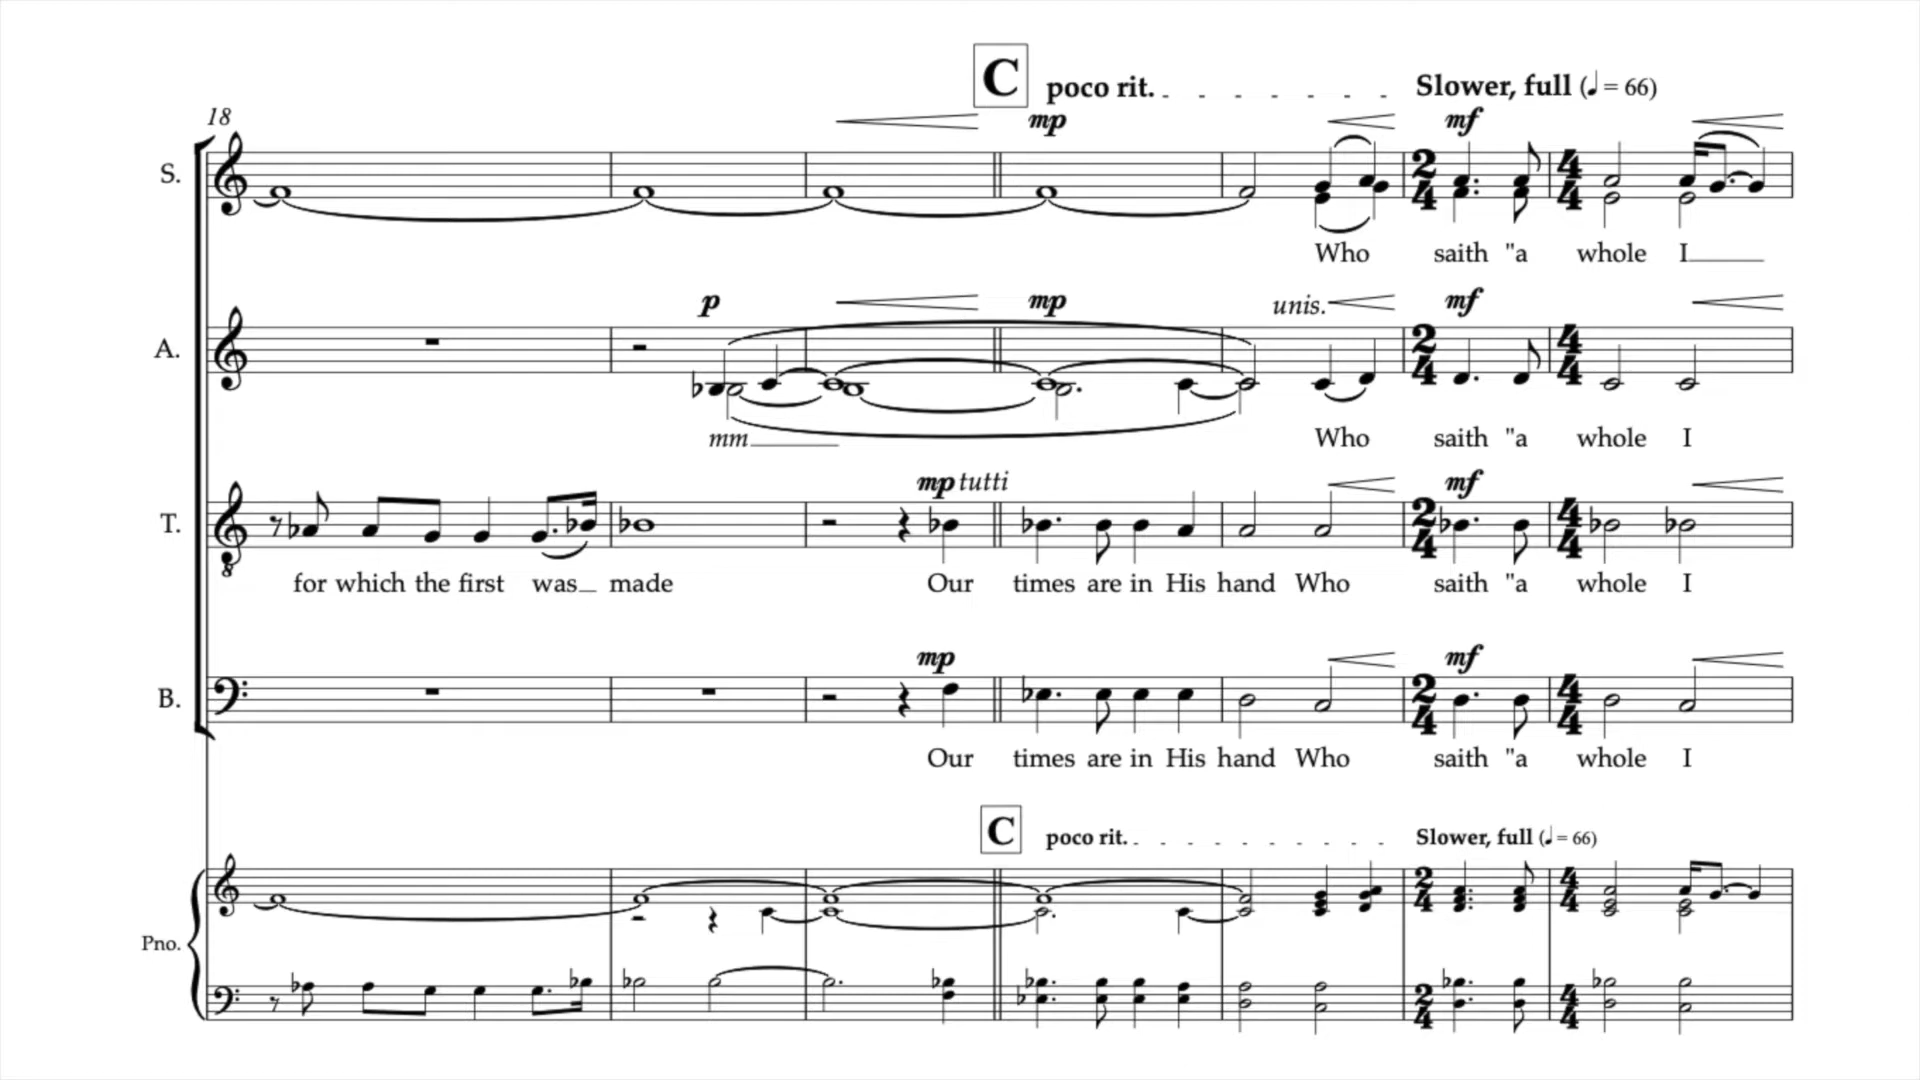 C poco rit. Slower, full (♩= 66)
18
mp mf
S.
Who saith "a whole I
p mp unis. mf
A.
mm Who saith "a whole I
mp tutti mf
T.
8
for which the first was made Our times are in His hand Who saith "a whole I
mp mf
B.
Our times are in His hand Who saith "a whole I
C poco rit. Slower, full (♩= 66)
Pno.